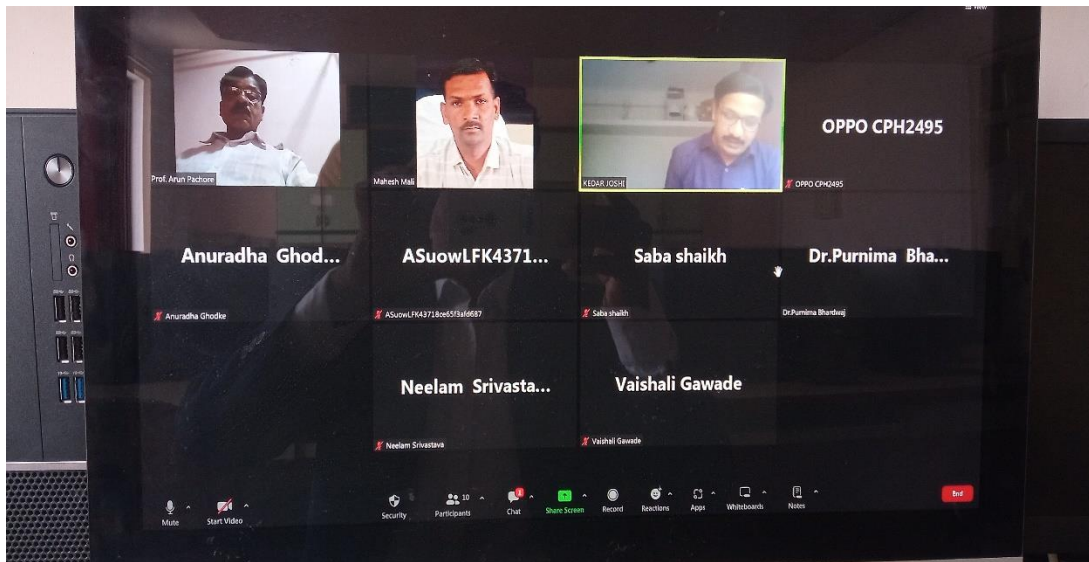 View
Prof. Arun Pachore
Mahesh Mali
KEDAR JOSHI
OPPO CPH2495
OPPO CPH2495
Anuradha Ghod...
Anuradha Ghodke
ASuowLFK4371...
ASuowLFK43718ce65f3afd687
Saba shaikh
Saba shaikh
Dr.Purnima Bha...
Dr.Purnima Bhardwaj
Neelam Srivasta...
Neelam Srivastava
Vaishali Gawade
Vaishali Gawade
Mute
Start Video
Security
10
Participants
Chat
Share Screen
Record
Reactions
Apps
Whiteboards
Notes
End